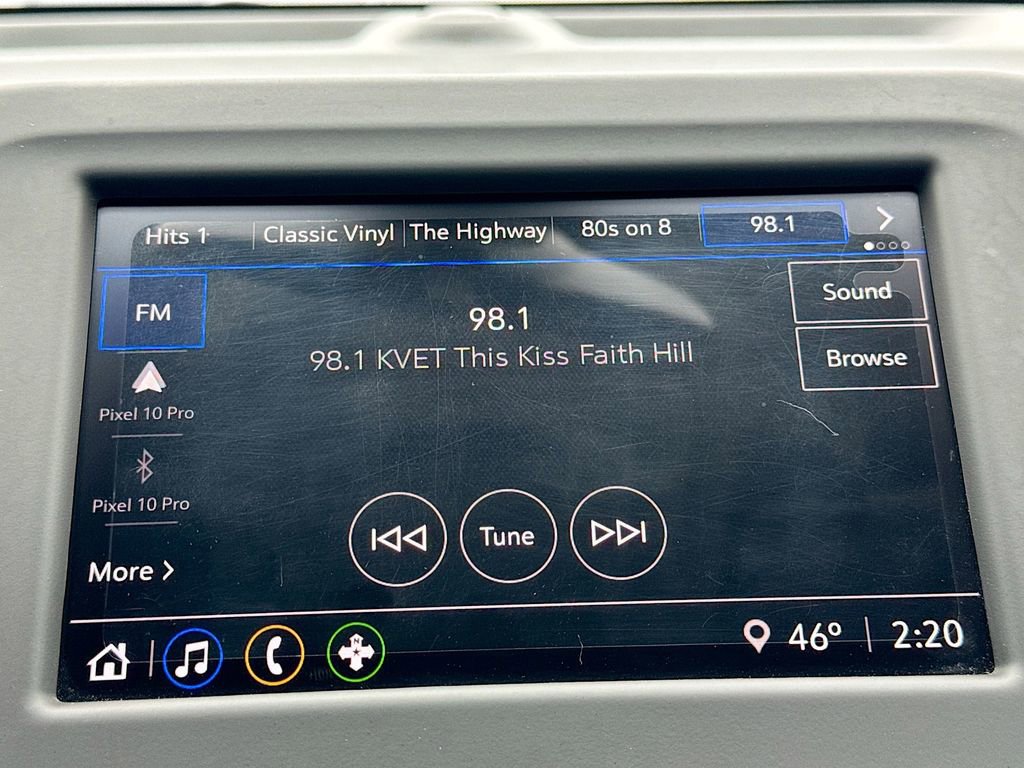 Hits 1 Classic Vinyl The Highway 80s on 8 98.1
FM
98.1
Sound
98.1 KVET This Kiss Faith Hill
Browse
Pixel 10 Pro
Pixel 10 Pro
Tune
More
N
46° 2:20